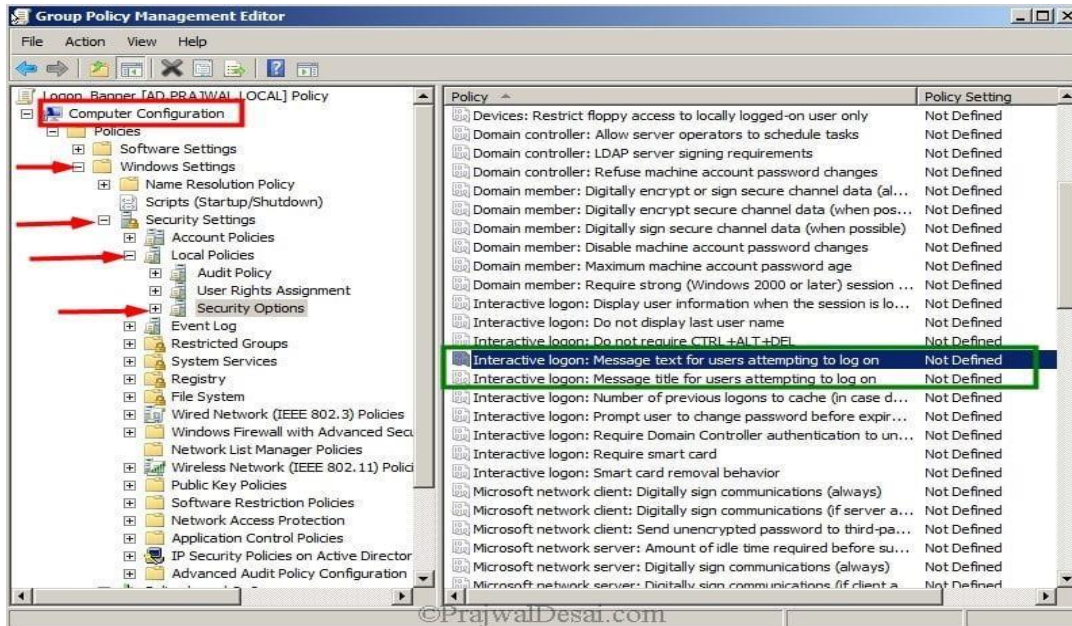 Group Policy Management Editor
File Action View Help
Logon Banner [AD.PRAJWAL.LOCAL] Policy
Computer Configuration
Policies
Software Settings
Windows Settings
Name Resolution Policy
Scripts (Startup/Shutdown)
Security Settings
Account Policies
Local Policies
Audit Policy
User Rights Assignment
Security Options
Event Log
Restricted Groups
System Services
Registry
File System
Wired Network (IEEE 802.3) Policies
Windows Firewall with Advanced Secu
Network List Manager Policies
Wireless Network (IEEE 802.11) Polici
Public Key Policies
Software Restriction Policies
Network Access Protection
Application Control Policies
IP Security Policies on Active Director
Advanced Audit Policy Configuration
Policy Policy Setting
Devices: Restrict floppy access to locally logged-on user only Not Defined
Domain controller: Allow server operators to schedule tasks Not Defined
Domain controller: LDAP server signing requirements Not Defined
Domain controller: Refuse machine account password changes Not Defined
Domain member: Digitally encrypt or sign secure channel data (al... Not Defined
Domain member: Digitally encrypt secure channel data (when pos... Not Defined
Domain member: Digitally sign secure channel data (when possible) Not Defined
Domain member: Disable machine account password changes Not Defined
Domain member: Maximum machine account password age Not Defined
Domain member: Require strong (Windows 2000 or later) session ... Not Defined
Interactive logon: Display user information when the session is lo... Not Defined
Interactive logon: Do not display last user name Not Defined
Interactive logon: Do not require CTRL+ALT+DEL Not Defined
Interactive logon: Message text for users attempting to log on Not Defined
Interactive logon: Message title for users attempting to log on Not Defined
Interactive logon: Number of previous logons to cache (in case d... Not Defined
Interactive logon: Prompt user to change password before expir... Not Defined
Interactive logon: Require Domain Controller authentication to un... Not Defined
Interactive logon: Require smart card Not Defined
Interactive logon: Smart card removal behavior Not Defined
Microsoft network client: Digitally sign communications (always) Not Defined
Microsoft network client: Digitally sign communications (if server a... Not Defined
Microsoft network client: Send unencrypted password to third-pa... Not Defined
Microsoft network server: Amount of idle time required before su... Not Defined
Microsoft network server: Digitally sign communications (always) Not Defined
Microsoft network server: Digitally sign communications (if client a Not Defined
©PrajwalDesai.com